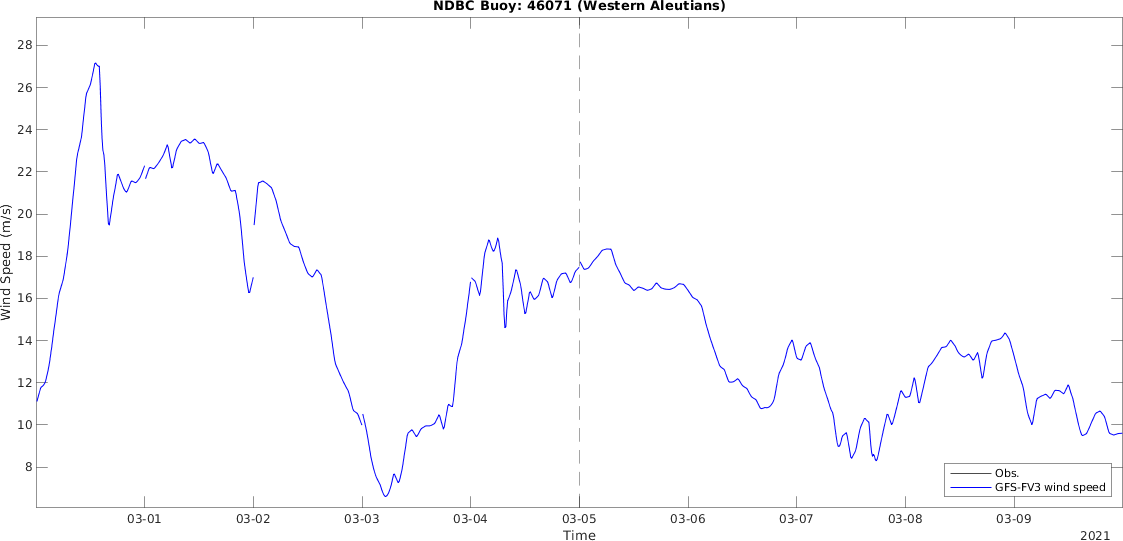 NDBC Buoy: 46071 (Western Aleutians)
28
26
24
22
20
18
16
14
12
10
8
Wind Speed (m/s)
Obs.
GFS-FV3 wind speed
03-01 03-02 03-03 03-04 03-05 03-06 03-07 03-08 03-09
Time
2021